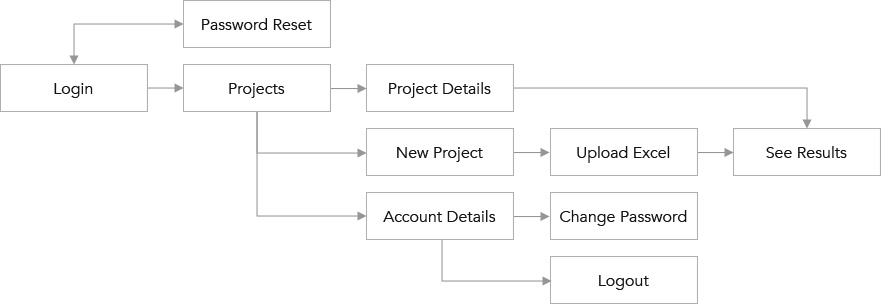 Password Reset
Login
Projects
Project Details
New Project
Upload Excel
See Results
Account Details
Change Password
Logout